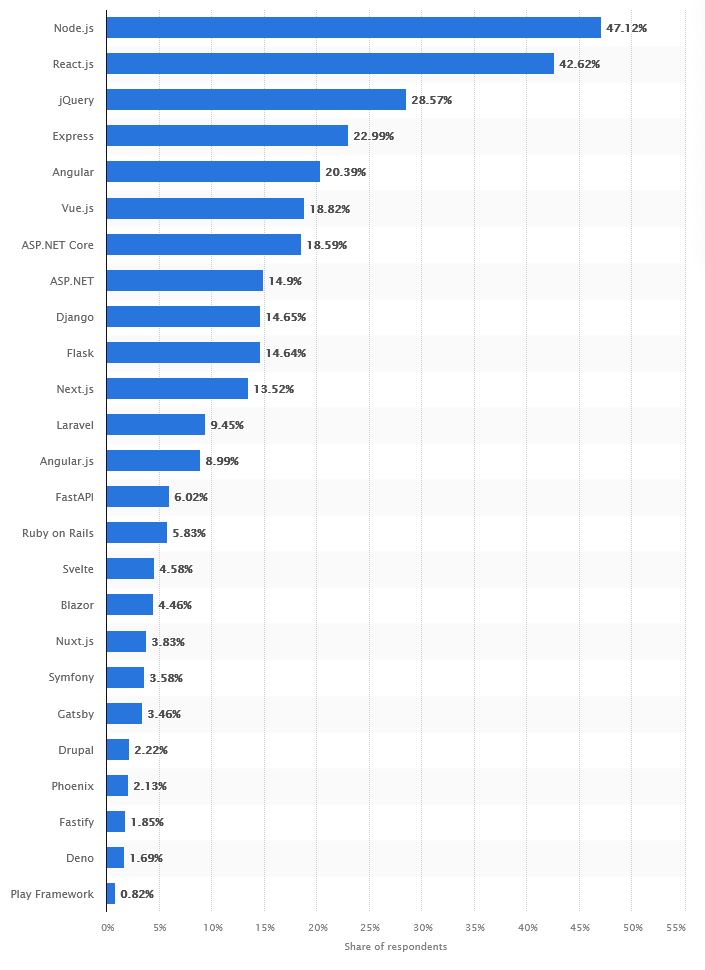 Node.js 47.12%
React.js 42.62%
jQuery 28.57%
Express 22.99%
Angular 20.39%
Vue.js 18.82%
ASP.NET Core 18.59%
ASP.NET 14.9%
Django 14.65%
Flask 14.64%
Next.js 13.52%
Laravel 9.45%
Angular.js 8.99%
FastAPI 6.02%
Ruby on Rails 5.83%
Svelte 4.58%
Blazor 4.46%
Nuxt.js 3.83%
Symfony 3.58%
Gatsby 3.46%
Drupal 2.22%
Phoenix 2.13%
Fastify 1.85%
Deno 1.69%
Play Framework 0.82%
0% 5% 10% 15% 20% 25% 30% 35% 40% 45% 50% 55%
Share of respondents